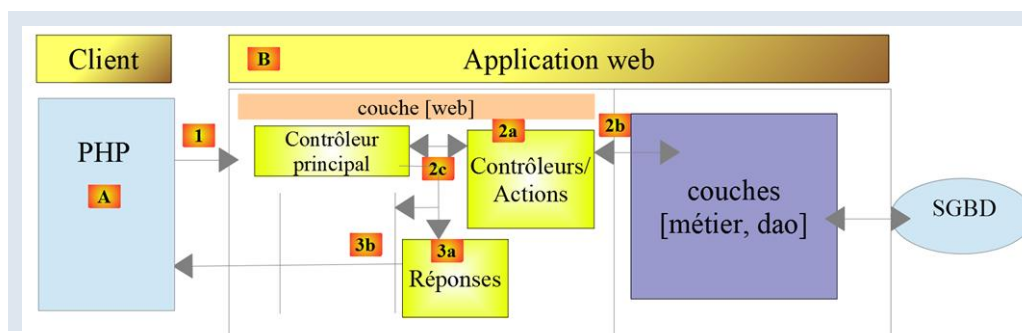 Client
B
Application web
couche [web]
PHP
A
1
Contrôleur
principal
2a
Contrôleurs/
Actions
2b
2c
couches
[métier, dao]
SGBD
3b
3a
Réponses